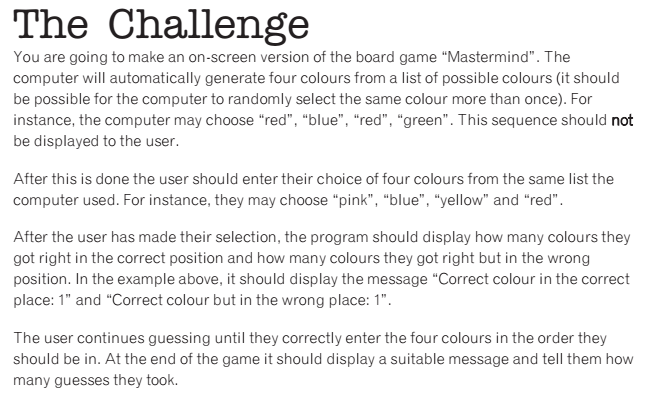 The Challenge
You are going to make an on-screen version of the board game “Mastermind”. The
computer will automatically generate four colours from a list of possible colours (it should
be possible for the computer to randomly select the same colour more than once). For
instance, the computer may choose “red”, “blue”, “red”, “green”. This sequence should not
be displayed to the user.
After this is done the user should enter their choice of four colours from the same list the
computer used. For instance, they may choose “pink”, “blue”, “yellow” and “red”.
After the user has made their selection, the program should display how many colours they
got right in the correct position and how many colours they got right but in the wrong
position. In the example above, it should display the message “Correct colour in the correct
place: 1” and “Correct colour but in the wrong place: 1”.
The user continues guessing until they correctly enter the four colours in the order they
should be in. At the end of the game it should display a suitable message and tell them how
many guesses they took.